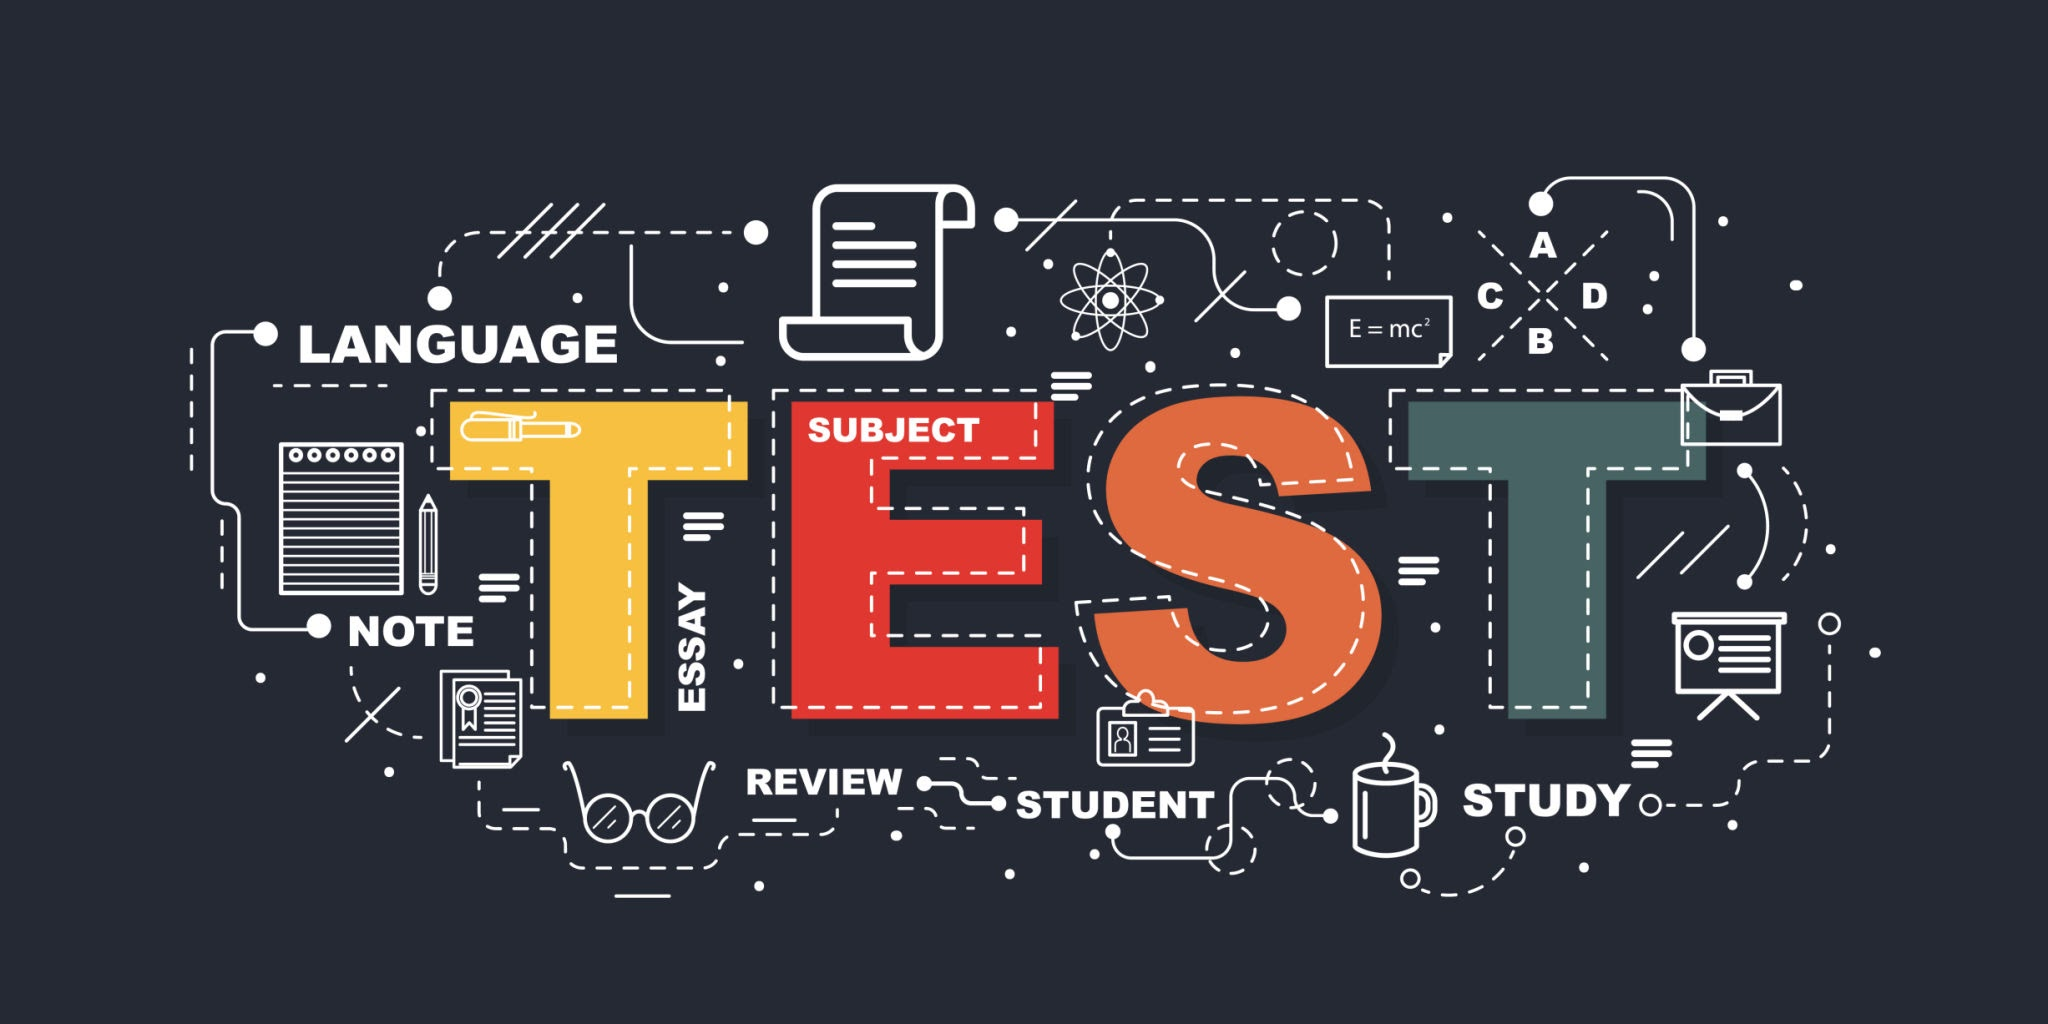 A
C D
B
E = mc²
LANGUAGE
TEST
SUBJECT
ESSAY
NOTE
REVIEW
STUDENT
STUDY